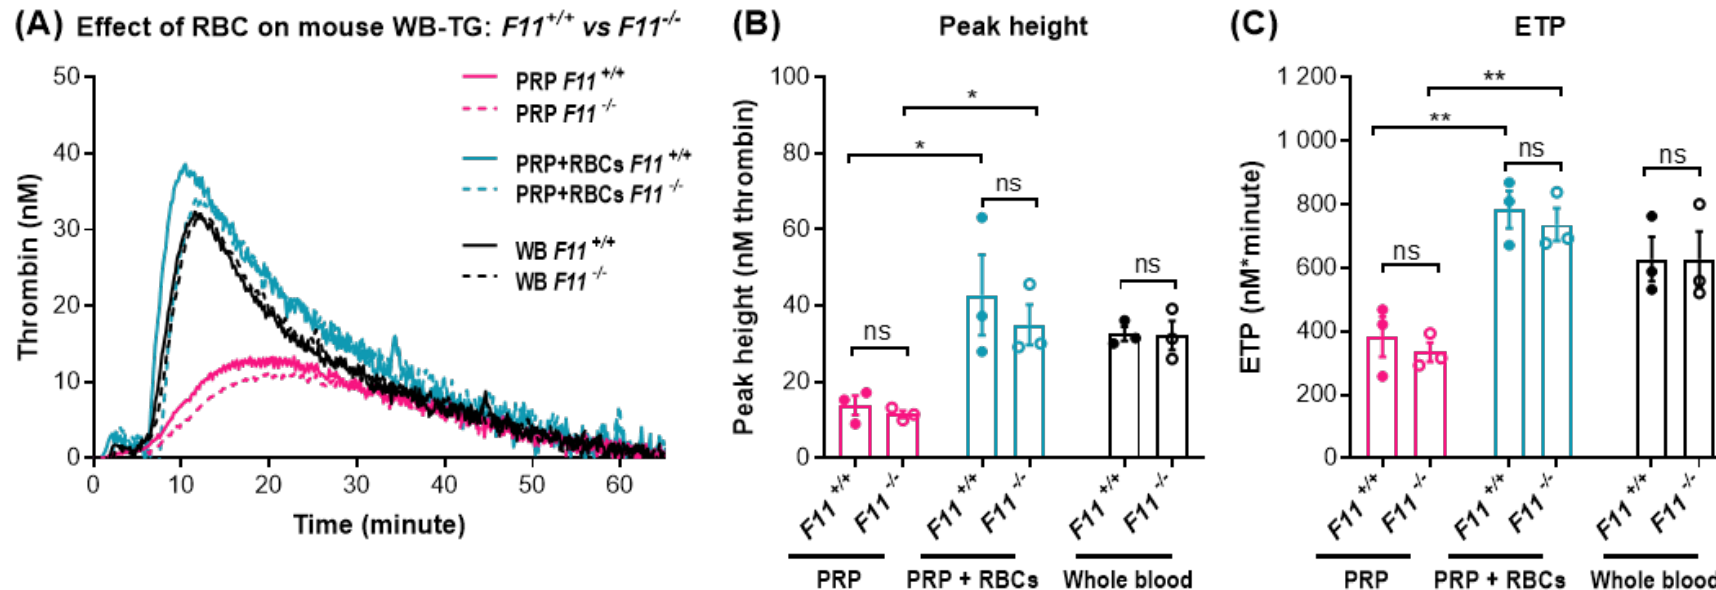 (A) Effect of RBC on mouse WB-TG: F11+/+ vs F11-/-
50
40
30
20
10
0
Thrombin (nM)
0 10 20 30 40 50 60
Time (minute)
PRP F11 +/+
PRP F11 -/-
PRP+RBCs F11 +/+
PRP+RBCs F11 -/-
WB F11 +/+
WB F11 -/-
(B) Peak height
100
80
60
40
20
0
Peak height (nM thrombin)
*
*
ns
ns
ns
F11 +/+ F11 -/- F11 +/+ F11 -/- F11 +/+ F11 -/-
PRP PRP + RBCs Whole blood
(C) ETP
1 200
1 000
800
600
400
200
0
ETP (nM*minute)
**
**
ns
ns
ns
F11 +/+ F11 -/- F11 +/+ F11 -/- F11 +/+ F11 -/-
PRP PRP + RBCs Whole blood